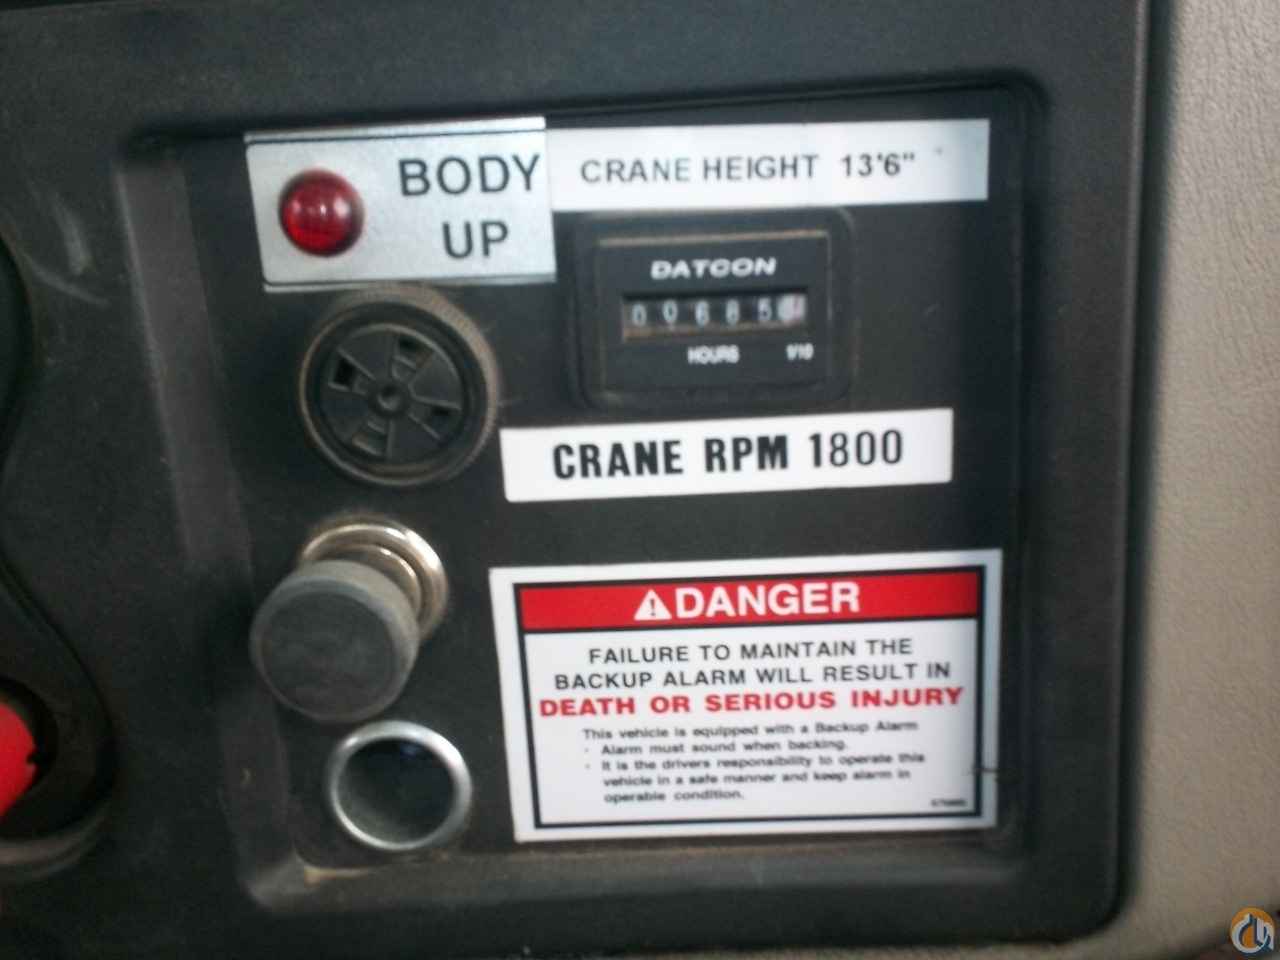 BODY
UP
CRANE HEIGHT 13'6"
DATCON
00685
HOURS 1/10
CRANE RPM 1800
DANGER
FAILURE TO MAINTAIN THE
BACKUP ALARM WILL RESULT IN
DEATH OR SERIOUS INJURY
This vehicle is equipped with a Backup Alarm
· Alarm must sound when backing.
· It is the drivers responsibility to operate this
vehicle in a safe manner and keep alarm in
operable condition.